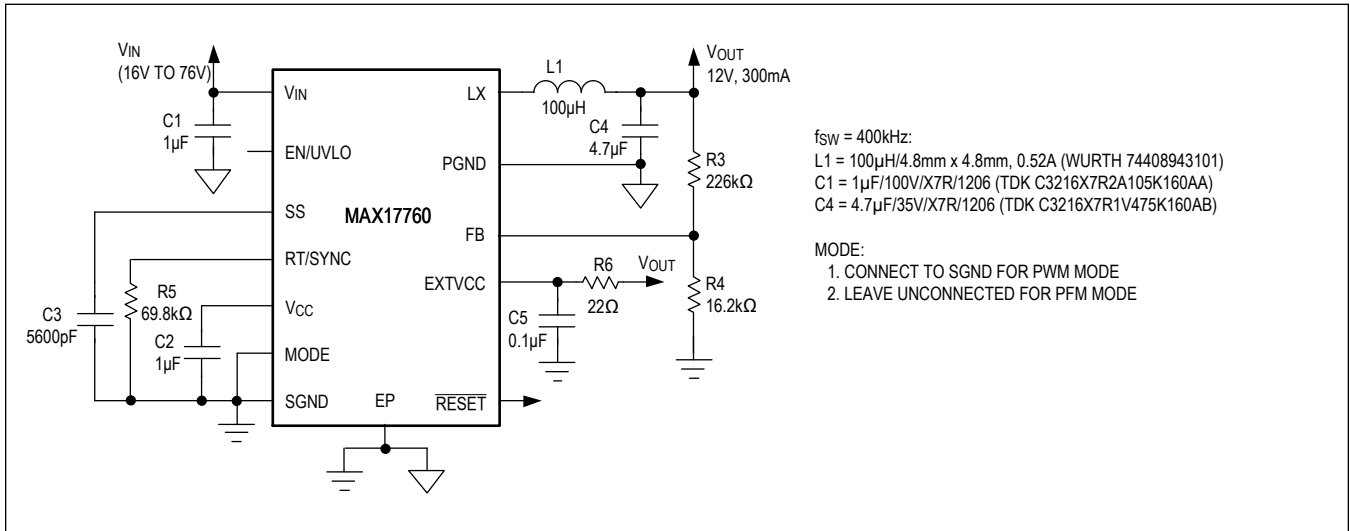 VIN
(16V TO 76V)
C1
1µF
VIN
EN/UVLO
SS
RT/SYNC
VCC
MODE
SGND
EP
MAX17760
LX
PGND
FB
EXTVCC
RESET
C3
5600pF
R5
69.8kΩ
C2
1µF
L1
100µH
C4
4.7µF
VOUT
12V, 300mA
R3
226kΩ
R6
22Ω
VOUT
C5
0.1µF
R4
16.2kΩ
fSW = 400kHz:
L1 = 100µH/4.8mm x 4.8mm, 0.52A (WURTH 74408943101)
C1 = 1µF/100V/X7R/1206 (TDK C3216X7R2A105K160AA)
C4 = 4.7µF/35V/X7R/1206 (TDK C3216X7R1V475K160AB)
MODE:
1. CONNECT TO SGND FOR PWM MODE
2. LEAVE UNCONNECTED FOR PFM MODE